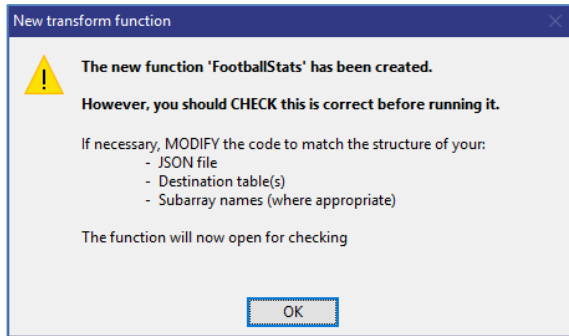 New transform function
The new function 'FootballStats' has been created.
However, you should CHECK this is correct before running it.
If necessary, MODIFY the code to match the structure of your:
- JSON file
- Destination table(s)
- Subarray names (where appropriate)
The function will now open for checking
OK